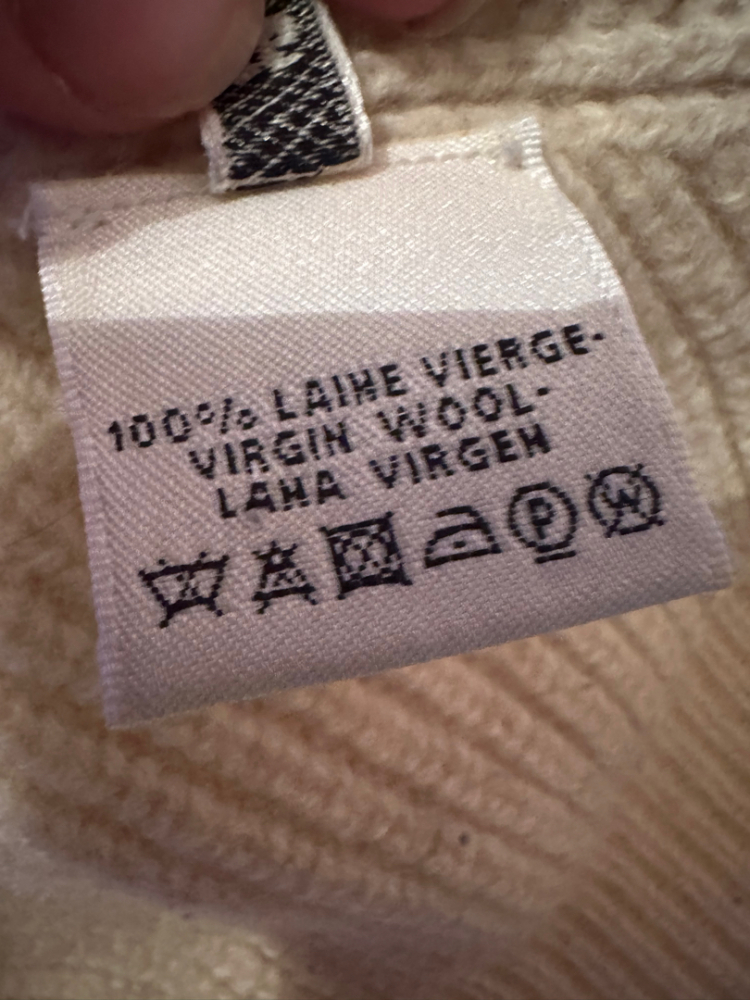 100% LAINE VIERGE-
VIRGIN WOOL-
LANA VIRGEN
P W